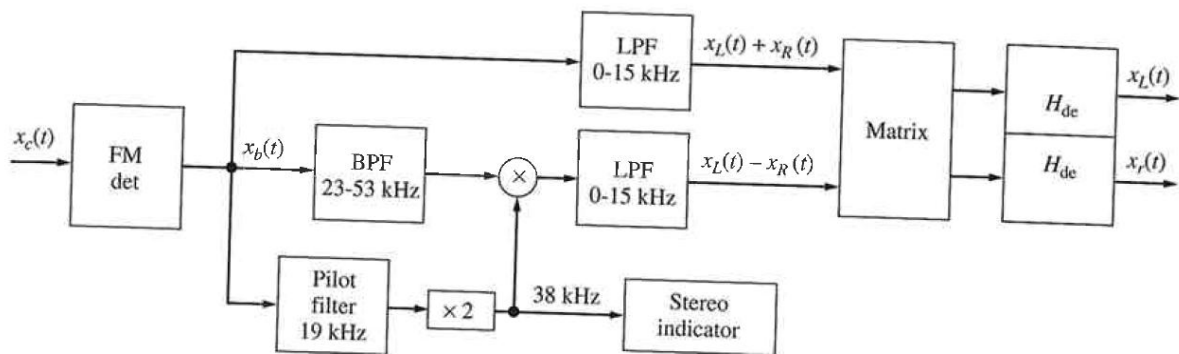 LPF
0-15 kHz
x_L(t) + x_R(t)
x_c(t)
FM
det
x_b(t)
BPF
23-53 kHz
×
LPF
0-15 kHz
x_L(t) – x_R(t)
Matrix
H_de
H_de
x_L(t)
x_r(t)
Pilot
filter
19 kHz
× 2
38 kHz
Stereo
indicator